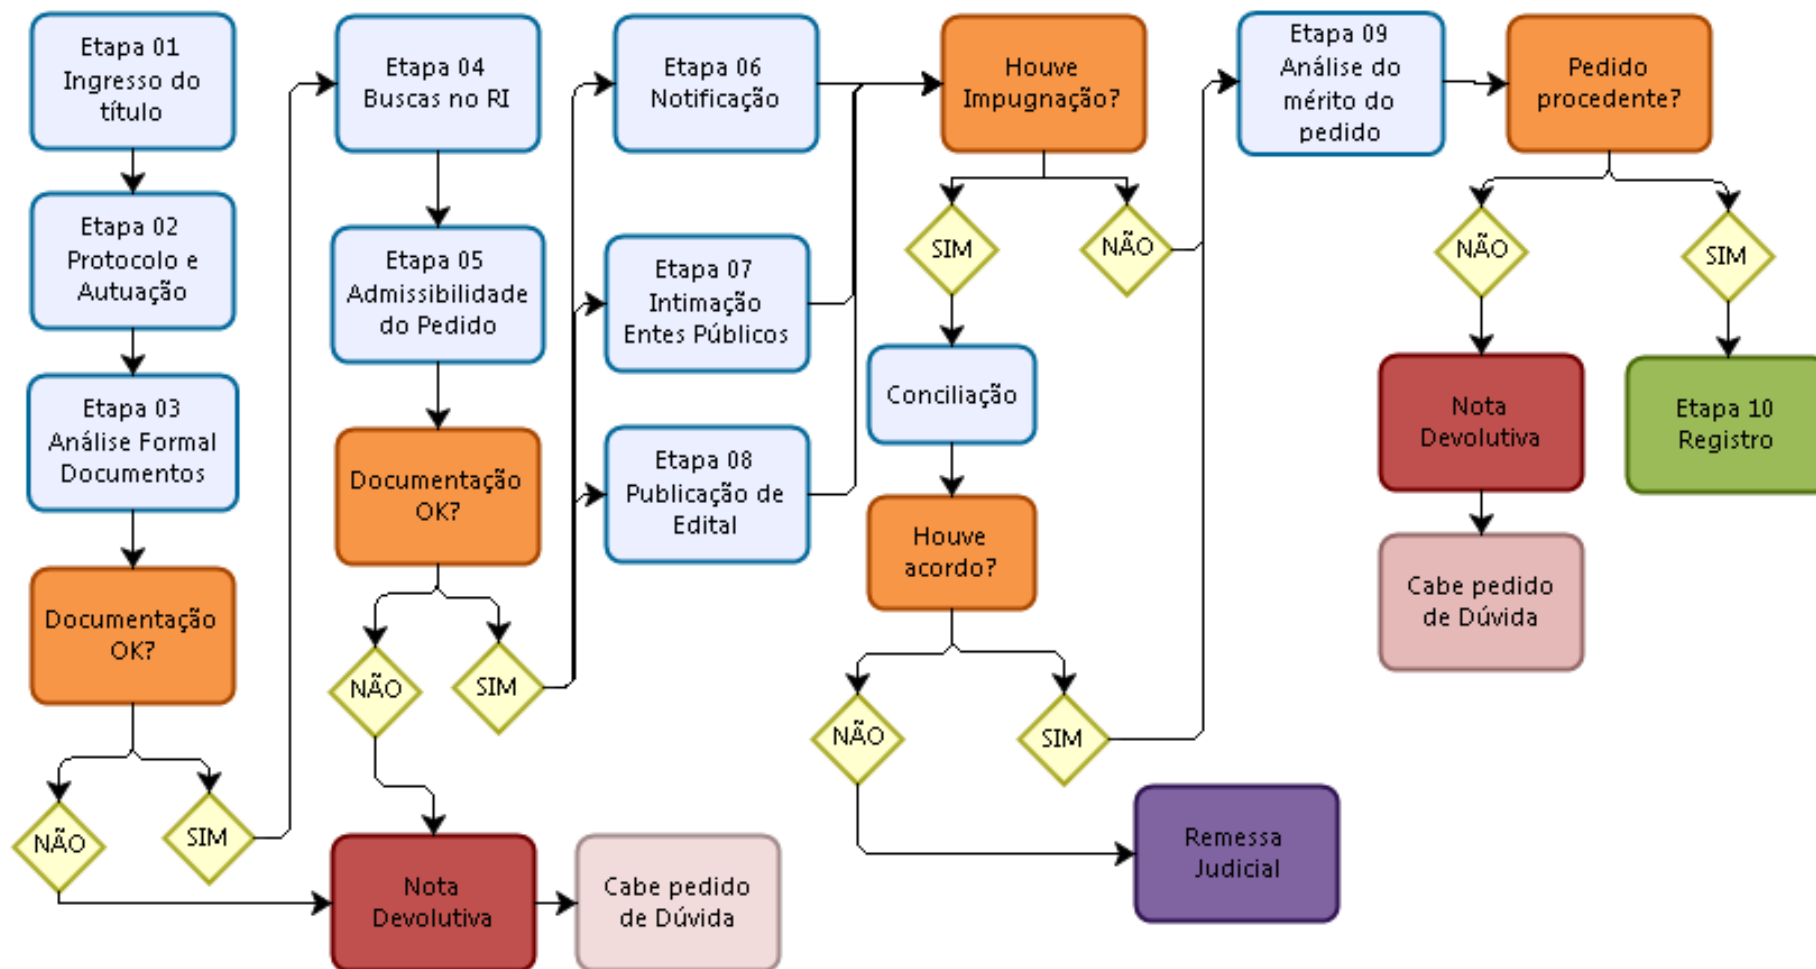 Etapa 01
Ingresso do
título
Etapa 02
Protocolo e
Autuação
Etapa 03
Análise Formal
Documentos
Documentação
OK?
NÃO
SIM
Etapa 04
Buscas no RI
Etapa 05
Admissibilidade
do Pedido
Documentação
OK?
NÃO
SIM
Nota
Devolutiva
Cabe pedido
de Dúvida
Etapa 06
Notificação
Etapa 07
Intimação
Entes Públicos
Etapa 08
Publicação de
Edital
Houve
Impugnação?
SIM
NÃO
Conciliação
Houve
acordo?
NÃO
SIM
Remessa
Judicial
Etapa 09
Análise do
mérito do
pedido
Pedido
procedente?
NÃO
SIM
Nota
Devolutiva
Cabe pedido
de Dúvida
Etapa 10
Registro